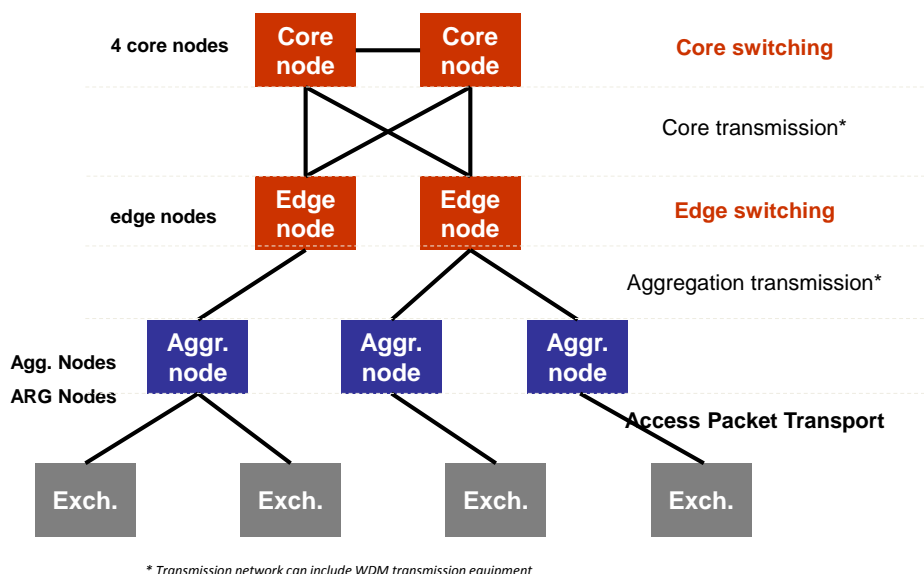 4 core nodes
Core
node
Core
node
Core switching
Core transmission*
edge nodes
Edge
node
Edge
node
Edge switching
Aggregation transmission*
Agg. Nodes
ARG Nodes
Aggr.
node
Aggr.
node
Aggr.
node
Access Packet Transport
Exch.
Exch.
Exch.
Exch.
* Transmission network can include WDM transmission equipment